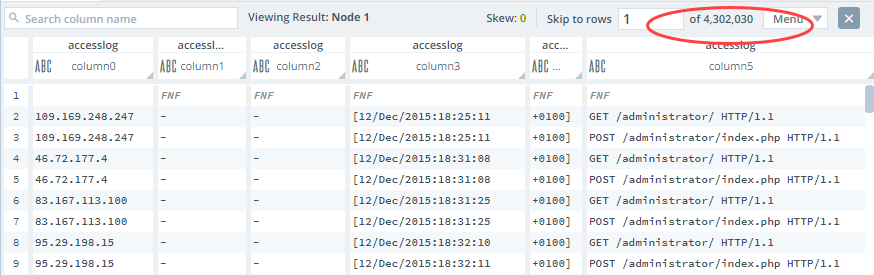 Search column name Viewing Result: Node 1 Skew: 0 Skip to rows 1 of 4,302,030 Menu
accesslog accessl... accesslog accesslog acc... accesslog
ABC column0 ABC column1 ABC column2 ABC column3 ABC ... ABC column5
1 FNF FNF FNF FNF FNF
2 109.169.248.247 – – [12/Dec/2015:18:25:11 +0100] GET /administrator/ HTTP/1.1
3 109.169.248.247 – – [12/Dec/2015:18:25:11 +0100] POST /administrator/index.php HTTP/1.1
4 46.72.177.4 – – [12/Dec/2015:18:31:08 +0100] GET /administrator/ HTTP/1.1
5 46.72.177.4 – – [12/Dec/2015:18:31:08 +0100] POST /administrator/index.php HTTP/1.1
6 83.167.113.100 – – [12/Dec/2015:18:31:25 +0100] GET /administrator/ HTTP/1.1
7 83.167.113.100 – – [12/Dec/2015:18:31:25 +0100] POST /administrator/index.php HTTP/1.1
8 95.29.198.15 – – [12/Dec/2015:18:32:10 +0100] GET /administrator/ HTTP/1.1
9 95.29.198.15 – – [12/Dec/2015:18:32:11 +0100] POST /administrator/index.php HTTP/1.1